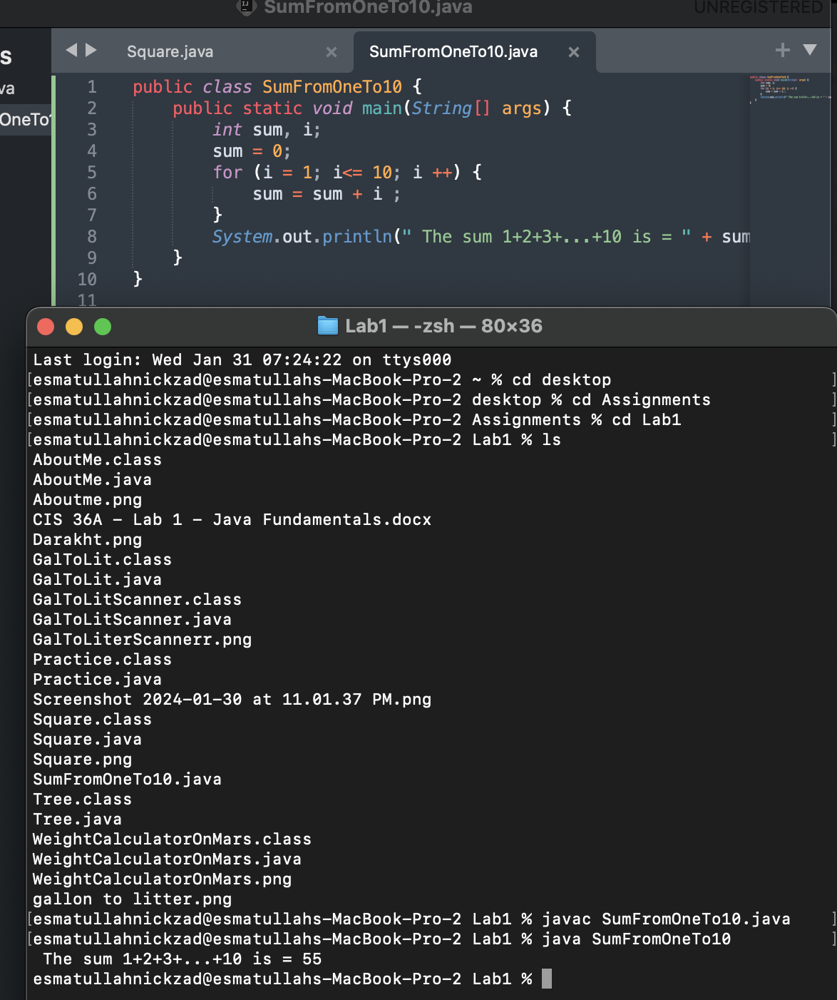 SumFromOneTo10.java
UNREGISTERED
s
Square.java
SumFromOneTo10.java
va
OneTo1
1 public class SumFromOneTo10 {
2 public static void main(String[] args) {
3 int sum, i;
4 sum = 0;
5 for (i = 1; i<= 10; i ++) {
6 sum = sum + i ;
7 }
8 System.out.println(" The sum 1+2+3+...+10 is = " + sum
9 }
10 }
11
Lab1 — -zsh — 80×36
Last login: Wed Jan 31 07:24:22 on ttys000
[esmatullahnickzad@esmatullahs-MacBook-Pro-2 ~ % cd desktop ]
[esmatullahnickzad@esmatullahs-MacBook-Pro-2 desktop % cd Assignments ]
[esmatullahnickzad@esmatullahs-MacBook-Pro-2 Assignments % cd Lab1 ]
[esmatullahnickzad@esmatullahs-MacBook-Pro-2 Lab1 % ls ]
AboutMe.class
AboutMe.java
Aboutme.png
CIS 36A - Lab 1 - Java Fundamentals.docx
Darakht.png
GalToLit.class
GalToLit.java
GalToLitScanner.class
GalToLitScanner.java
GalToLiterScannerr.png
Practice.class
Practice.java
Screenshot 2024-01-30 at 11.01.37 PM.png
Square.class
Square.java
Square.png
SumFromOneTo10.java
Tree.class
Tree.java
WeightCalculatorOnMars.class
WeightCalculatorOnMars.java
WeightCalculatorOnMars.png
gallon to litter.png
[esmatullahnickzad@esmatullahs-MacBook-Pro-2 Lab1 % javac SumFromOneTo10.java ]
[esmatullahnickzad@esmatullahs-MacBook-Pro-2 Lab1 % java SumFromOneTo10 ]
The sum 1+2+3+...+10 is = 55
esmatullahnickzad@esmatullahs-MacBook-Pro-2 Lab1 %